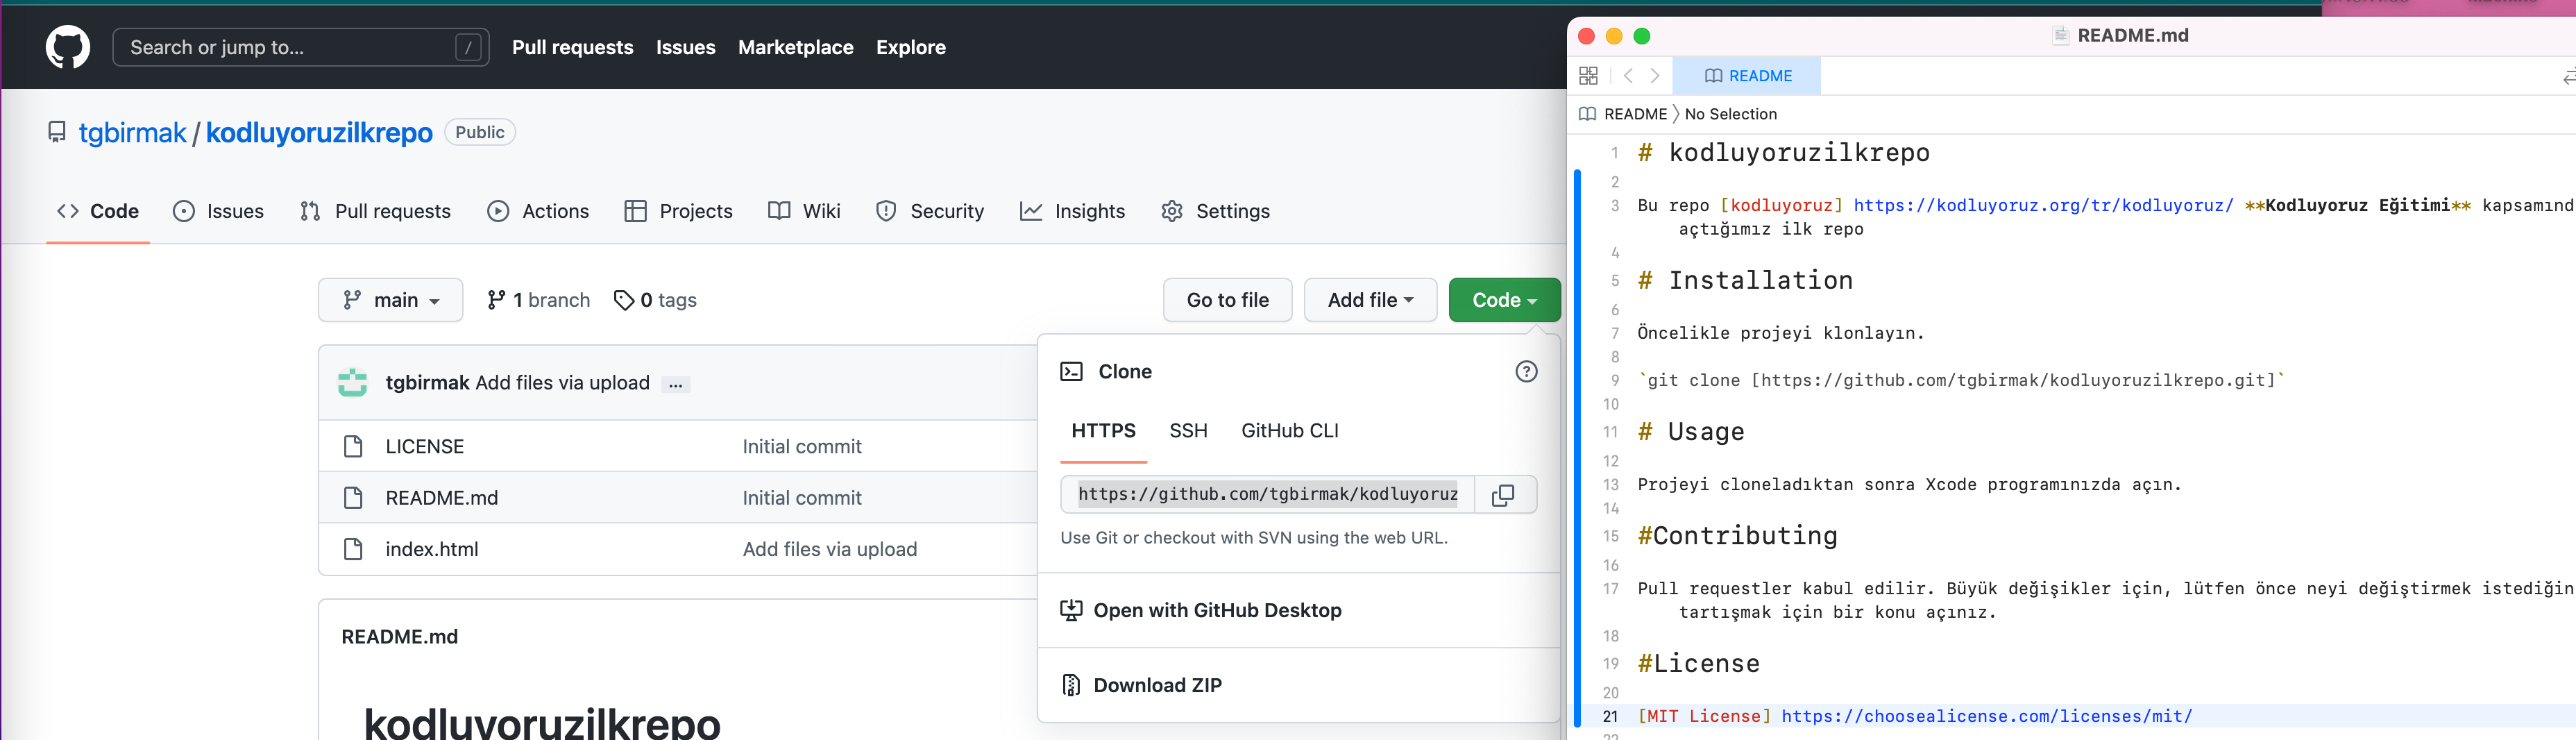 Search or jump to... /
Pull requests Issues Marketplace Explore
tgbirmak / kodluyoruzilkrepo Public
Code Issues Pull requests Actions Projects Wiki Security Insights Settings
main 1 branch 0 tags Go to file Add file Code
tgbirmak Add files via upload ...
LICENSE Initial commit
README.md Initial commit
index.html Add files via upload
README.md
kodluyoruzilkrepo
Clone
HTTPS SSH GitHub CLI
https://github.com/tgbirmak/kodluyoruz
Use Git or checkout with SVN using the web URL.
Open with GitHub Desktop
Download ZIP
README.md
README
README No Selection
1 # kodluyoruzilkrepo
2
3 Bu repo [kodluyoruz] https://kodluyoruz.org/tr/kodluyoruz/ **Kodluyoruz Eğitimi** kapsamınd
açtığımız ilk repo
4
5 # Installation
6
7 Öncelikle projeyi klonlayın.
8
9 `git clone [https://github.com/tgbirmak/kodluyoruzilkrepo.git]`
10
11 # Usage
12
13 Projeyi cloneladıktan sonra Xcode programınızda açın.
14
15 #Contributing
16
17 Pull requestler kabul edilir. Büyük değişikler için, lütfen önce neyi değiştirmek istediğin
tartışmak için bir konu açınız.
18
19 #License
20
21 [MIT License] https://choosealicense.com/licenses/mit/